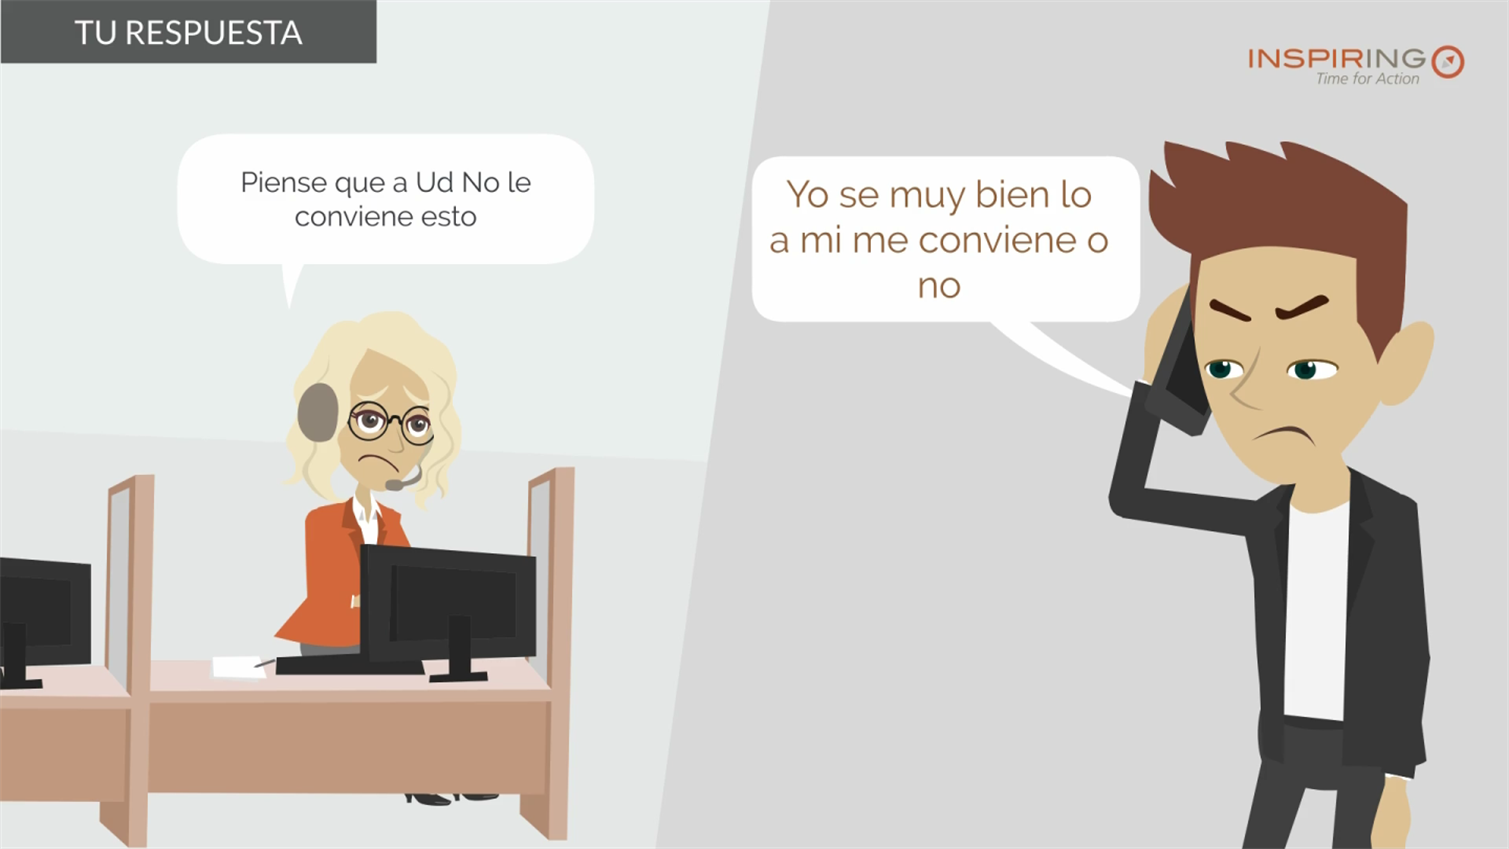 TU RESPUESTA
INSPIRING
Time for Action
Piense que a Ud No le
conviene esto
Yo se muy bien lo
a mi me conviene o
no